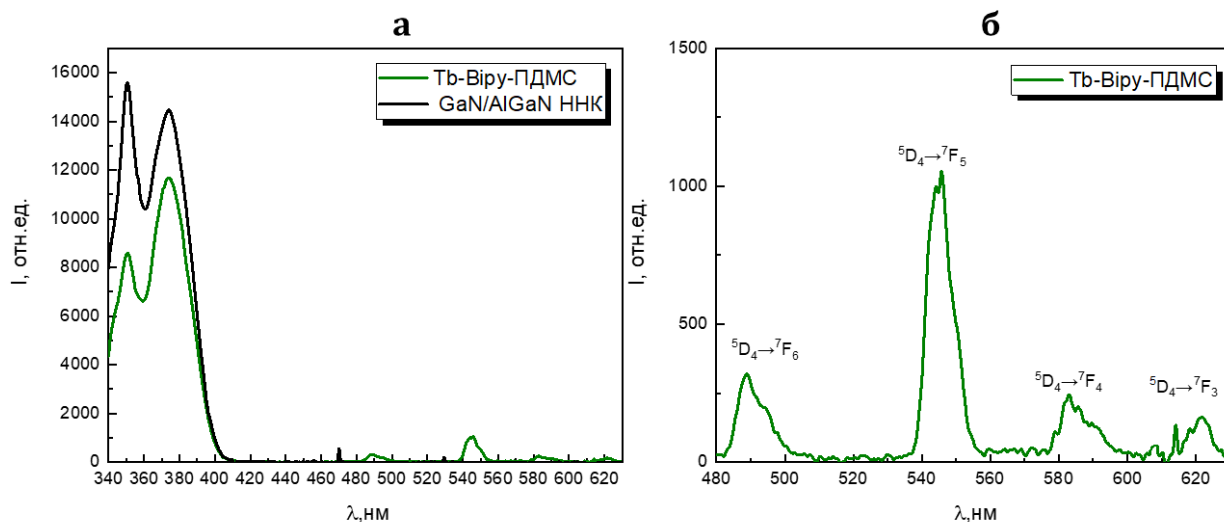 а
I, отн.ед.
16000
14000
12000
10000
8000
6000
4000
2000
0
340 360 380 400 420 440 460 480 500 520 540 560 580 600 620
λ,нм
Tb-Bipy-ПДМС
GaN/AlGaN ННК
б
I, отн.ед.
1500
1000
500
0
480 500 520 540 560 580 600 620
λ,нм
Tb-Bipy-ПДМС
⁵D₄→⁷F₆
⁵D₄→⁷F₅
⁵D₄→⁷F₄
⁵D₄→⁷F₃